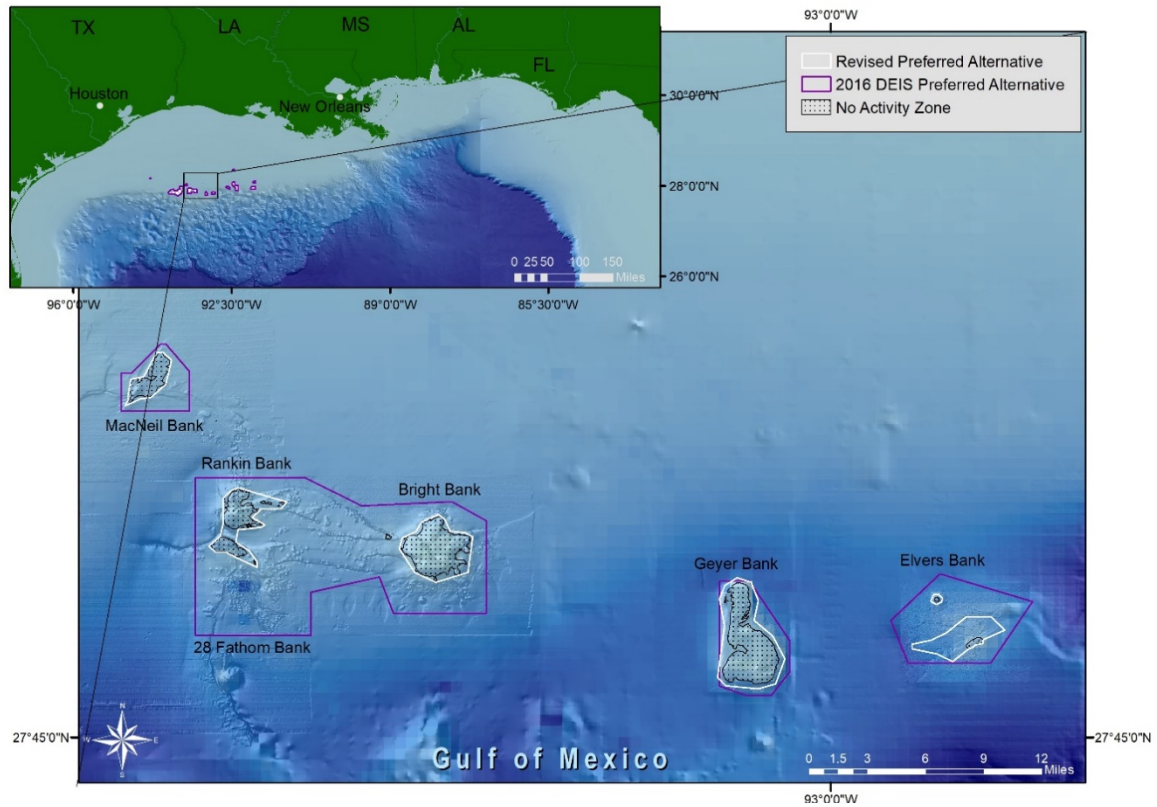 93°0'0"W
TX
LA
MS
AL
FL
Houston
New Orleans
Revised Preferred Alternative
2016 DEIS Preferred Alternative
No Activity Zone
30°0'0"N
28°0'0"N
26°0'0"N
0 25 50 100 150
Miles
96°0'0"W
92°30'0"W
89°0'0"W
85°30'0"W
MacNeil Bank
Rankin Bank
Bright Bank
Geyer Bank
Elvers Bank
28 Fathom Bank
27°45'0"N
N
W
E
S
Gulf of Mexico
0 1.5 3 6 9 12
Miles
27°45'0"N
93°0'0"W